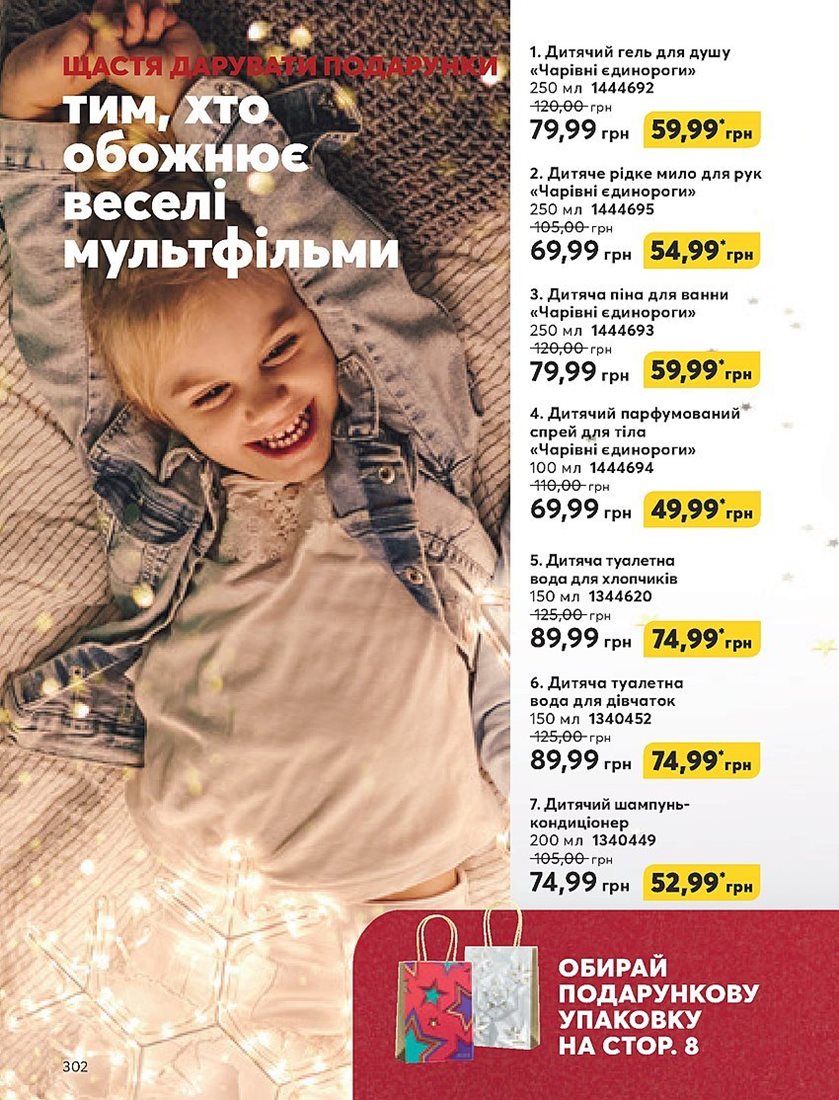 ЩАСТЯ ДАРУВАТИ ПОДАРУНКИ
тим, хто
обожнює
веселі
мультфільми
1. Дитячий гель для душу
«Чарівні єдинороги»
250 мл 1444692
120,00 грн
79,99 грн 59,99* грн
2. Дитяче рідке мило для рук
«Чарівні єдинороги»
250 мл 1444695
105,00 грн
69,99 грн 54,99* грн
3. Дитяча піна для ванни
«Чарівні єдинороги»
250 мл 1444693
120,00 грн
79,99 грн 59,99* грн
4. Дитячий парфумований
спрей для тіла
«Чарівні єдинороги»
100 мл 1444694
110,00 грн
69,99 грн 49,99* грн
5. Дитяча туалетна
вода для хлопчиків
150 мл 1344620
125,00 грн
89,99 грн 74,99* грн
6. Дитяча туалетна
вода для дівчаток
150 мл 1340452
125,00 грн
89,99 грн 74,99* грн
7. Дитячий шампунь-
кондиціонер
200 мл 1340449
105,00 грн
74,99 грн 52,99* грн
ОБИРАЙ
ПОДАРУНКОВУ
УПАКОВКУ
НА СТОР. 8
302